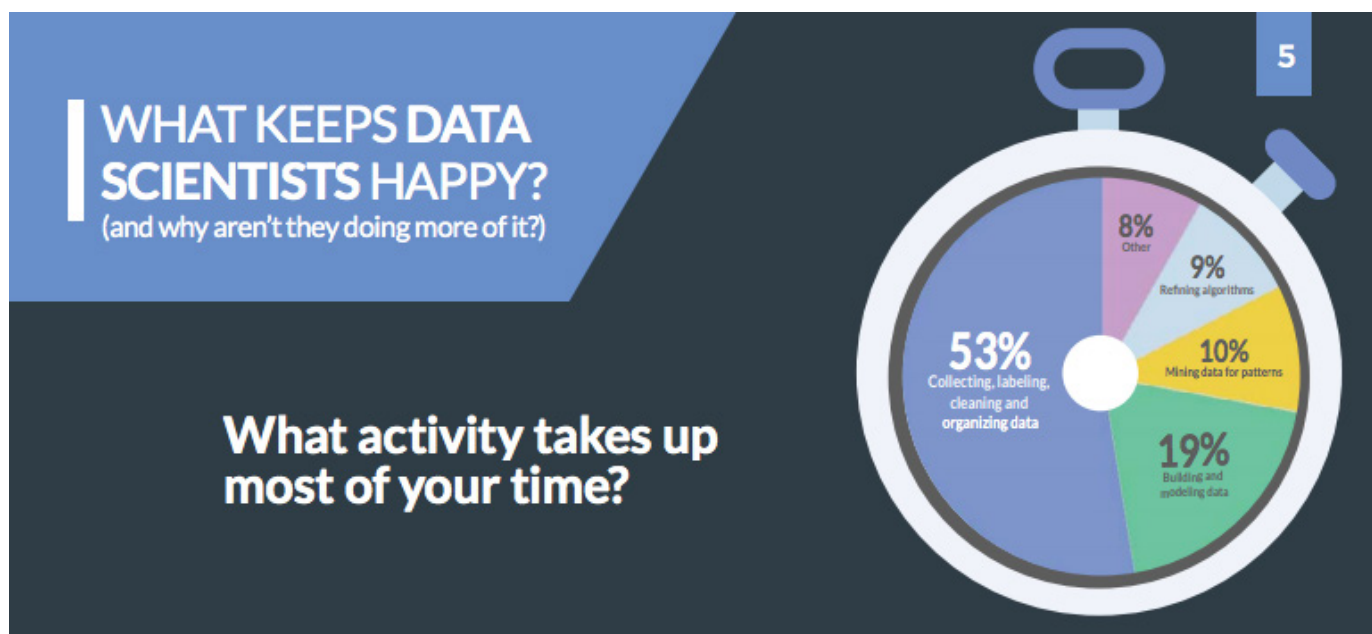 5
WHAT KEEPS DATA
SCIENTISTS HAPPY?
(and why aren't they doing more of it?)
What activity takes up
most of your time?
8%
Other
9%
Refining algorithms
10%
Mining data for patterns
19%
Building and
modeling data
53%
Collecting, labeling,
cleaning and
organizing data